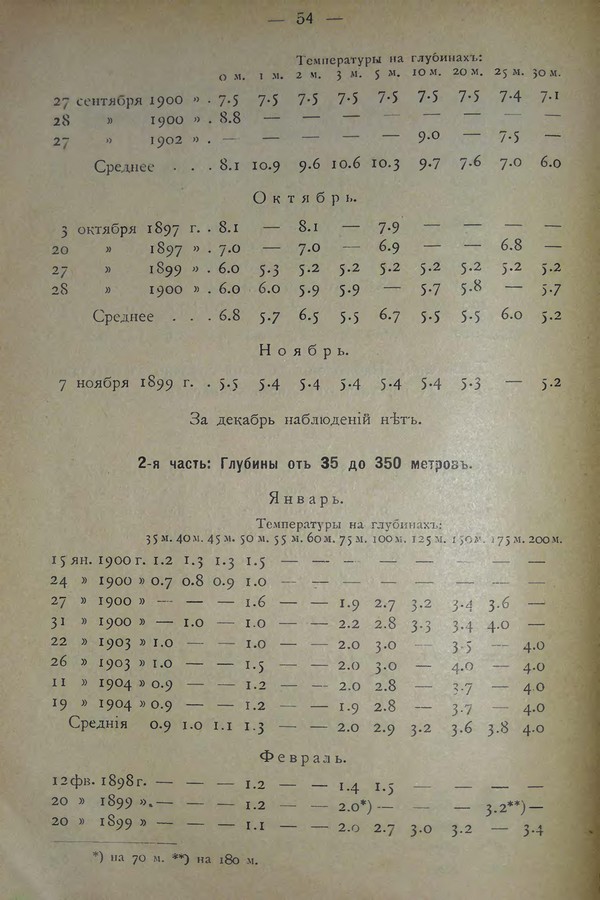 — 54 —
Температуры на глубинахъ:
0 м. 1 м. 2 м. 3 м. 5 м. 10 м. 20 м. 25 м. 30 м.
27 сентября 1900 » . 7.5 7.5 7.5 7.5 7.5 7.5 7.5 7.4 7.1
28 » 1900 » . 8.8 — — — — — — — —
27 » 1902 » . — — — — — 9.0 — 7.5 —
Среднее . . . 8.1 10.9 9.6 10.6 10.3 9.7 7.6 7.0 6.0
Октябрь.
3 октября 1897 г. . 8.1 — 8.1 — 7.9 — — — —
20 » 1897 » . 7.0 — 7.0 — 6.9 — — 6.8 —
27 » 1899 » . 6.0 5.3 5.2 5.2 5.2 5.2 5.2 5.2 5.2
28 » 1900 » . 6.0 6.0 5.9 5.9 — 5.7 5.8 — 5.7
Среднее . . . 6.8 5.7 6.5 5.5 6.7 5.5 5.5 6.0 5.2
Ноябрь.
7 ноября 1899 г. . 5.5 5.4 5.4 5.4 5.4 5.4 5.3 — 5.2
За декабрь наблюденій нѣтъ.
2-я часть: Глубины отъ 35 до 350 метровъ.
Январь.
Температуры на глубинахъ:
35 м. 40 м. 45 м. 50 м. 55 м. 60 м. 75 м. 100 м. 125 м. 150 м. 175 м. 200 м.
15 ян. 1900 г. 1.2 1.3 1.3 1.5 — — — — — — — —
24 » 1900 » 0.7 0.8 0.9 1.0 — — — — — — — —
27 » 1900 » — — — 1.6 — — 1.9 2.7 3.2 3.4 3.6 —
31 » 1900 » — 1.0 — 1.0 — — 2.2 2.8 3.3 3.4 4.0 —
22 » 1903 » 1.0 — — 1.0 — — 2.0 3.0 — 3.5 — 4.0
26 » 1903 » 1.0 — — 1.5 — — 2.0 3.0 — 4.0 — 4.0
11 » 1904 » 0.9 — — 1.2 — — 2.0 2.8 — 3.7 — 4.0
19 » 1904 » 0.9 — — 1.2 — — 1.9 2.8 — 3.7 — 4.0
Среднія 0.9 1.0 1.1 1.3 — — 2.0 2.9 3.2 3.6 3.8 4.0
Февраль.
12 фв. 1898 г. — — — 1.2 — — 1.4 1.5 — — — —
20 » 1899 ». — — — 1.2 — — 2.0*) — — — 3.2**) —
20 » 1899 » — — — 1.1 — — 2.0 2.7 3.0 3.2 — 3.4
*) на 70 м. **) на 180 м.